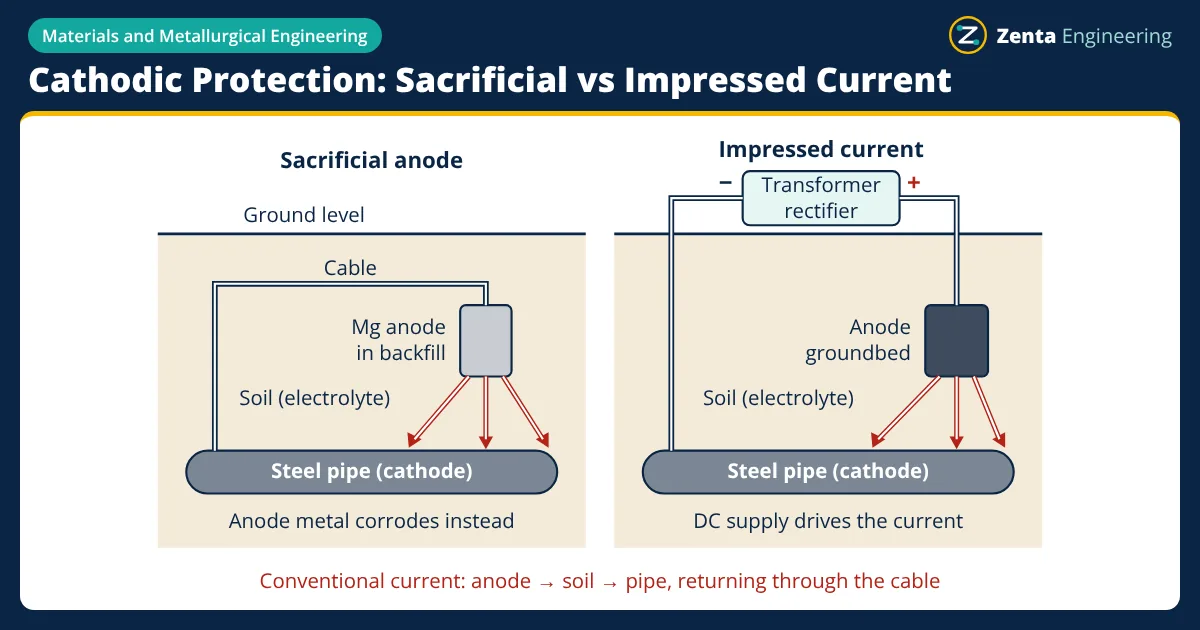 Materials and Metallurgical Engineering
Zenta Engineering
Cathodic Protection: Sacrificial vs Impressed Current
Sacrificial anode
Ground level
Cable
Mg anode
in backfill
Soil (electrolyte)
Steel pipe (cathode)
Anode metal corrodes instead
Impressed current
− Transformer +
rectifier
Anode
groundbed
Soil (electrolyte)
Steel pipe (cathode)
DC supply drives the current
Conventional current: anode → soil → pipe, returning through the cable